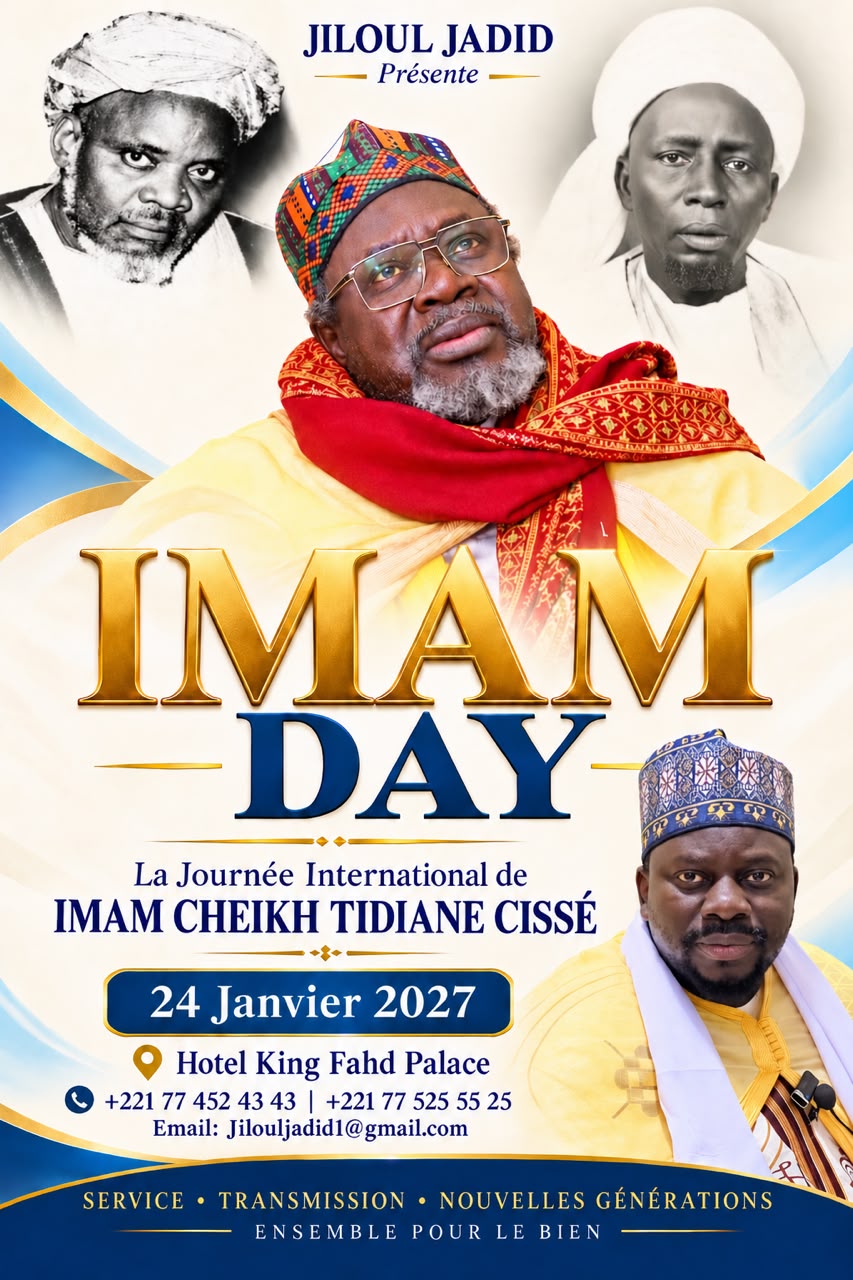 JILOUL JADID
Présente
IMAM
DAY
La Journée International de
IMAM CHEIKH TIDIANE CISSÉ
24 Janvier 2027
Hotel King Fahd Palace
+221 77 452 43 43 | +221 77 525 55 25
Email: Jilouljadid1@gmail.com
SERVICE • TRANSMISSION • NOUVELLES GÉNÉRATIONS
ENSEMBLE POUR LE BIEN